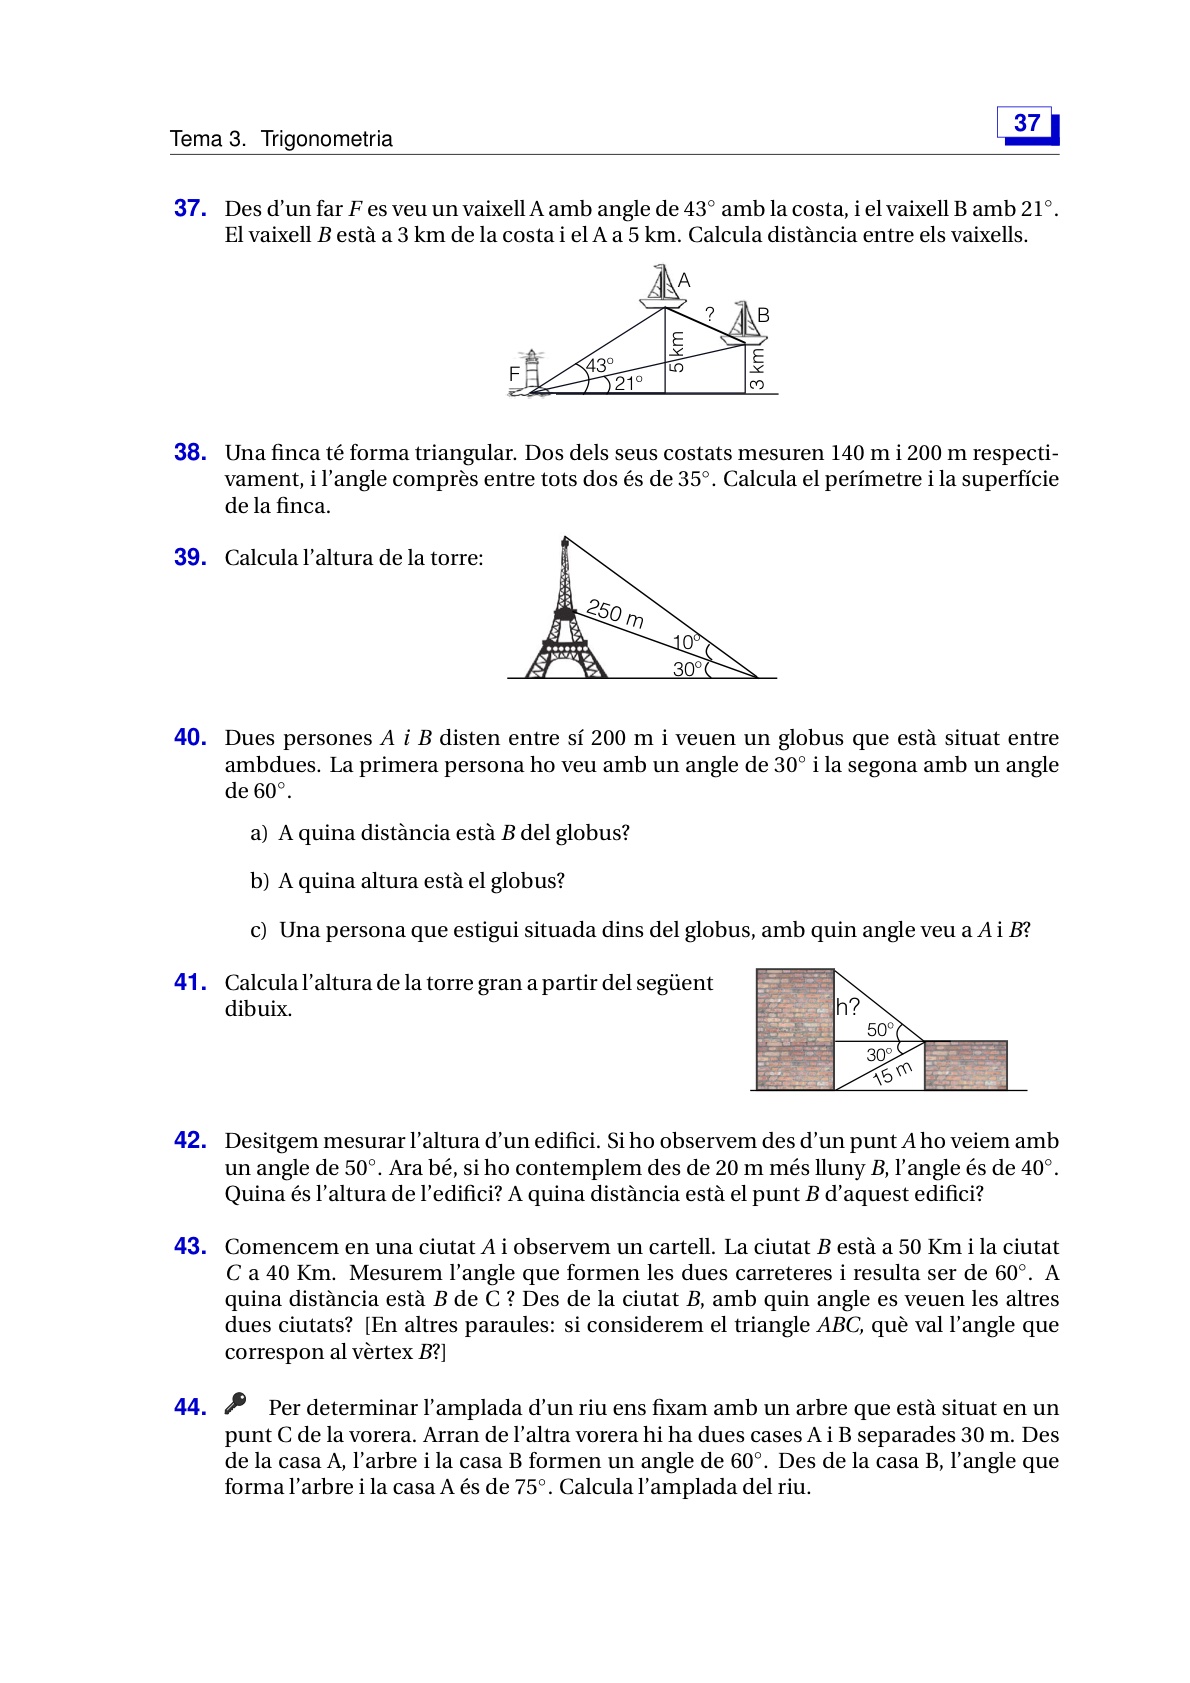 Tema 3. Trigonometria
37
37. Des d’un far F es veu un vaixell A amb angle de 43° amb la costa, i el vaixell B amb 21°.
El vaixell B està a 3 km de la costa i el A a 5 km. Calcula distància entre els vaixells.
A
?
B
5 km
3 km
F
43º
21º
38. Una finca té forma triangular. Dos dels seus costats mesuren 140 m i 200 m respecti-
vament, i l’angle comprès entre tots dos és de 35°. Calcula el perímetre i la superfície
de la finca.
39. Calcula l’altura de la torre:
250 m
10º
30º
40. Dues persones A i B disten entre sí 200 m i veuen un globus que està situat entre
ambdues. La primera persona ho veu amb un angle de 30° i la segona amb un angle
de 60°.
a) A quina distància està B del globus?
b) A quina altura està el globus?
c) Una persona que estigui situada dins del globus, amb quin angle veu a A i B?
41. Calcula l’altura de la torre gran a partir del següent
dibuix.
h?
50º
30º
15 m
42. Desitgem mesurar l’altura d’un edifici. Si ho observem des d’un punt A ho veiem amb
un angle de 50°. Ara bé, si ho contemplem des de 20 m més lluny B, l’angle és de 40°.
Quina és l’altura de l’edifici? A quina distància està el punt B d’aquest edifici?
43. Comencem en una ciutat A i observem un cartell. La ciutat B està a 50 Km i la ciutat
C a 40 Km. Mesurem l’angle que formen les dues carreteres i resulta ser de 60°. A
quina distància està B de C ? Des de la ciutat B, amb quin angle es veuen les altres
dues ciutats? [En altres paraules: si considerem el triangle ABC, què val l’angle que
correspon al vèrtex B?]
44. Per determinar l’amplada d’un riu ens fixam amb un arbre que està situat en un
punt C de la vorera. Arran de l’altra vorera hi ha dues cases A i B separades 30 m. Des
de la casa A, l’arbre i la casa B formen un angle de 60°. Des de la casa B, l’angle que
forma l’arbre i la casa A és de 75°. Calcula l’amplada del riu.